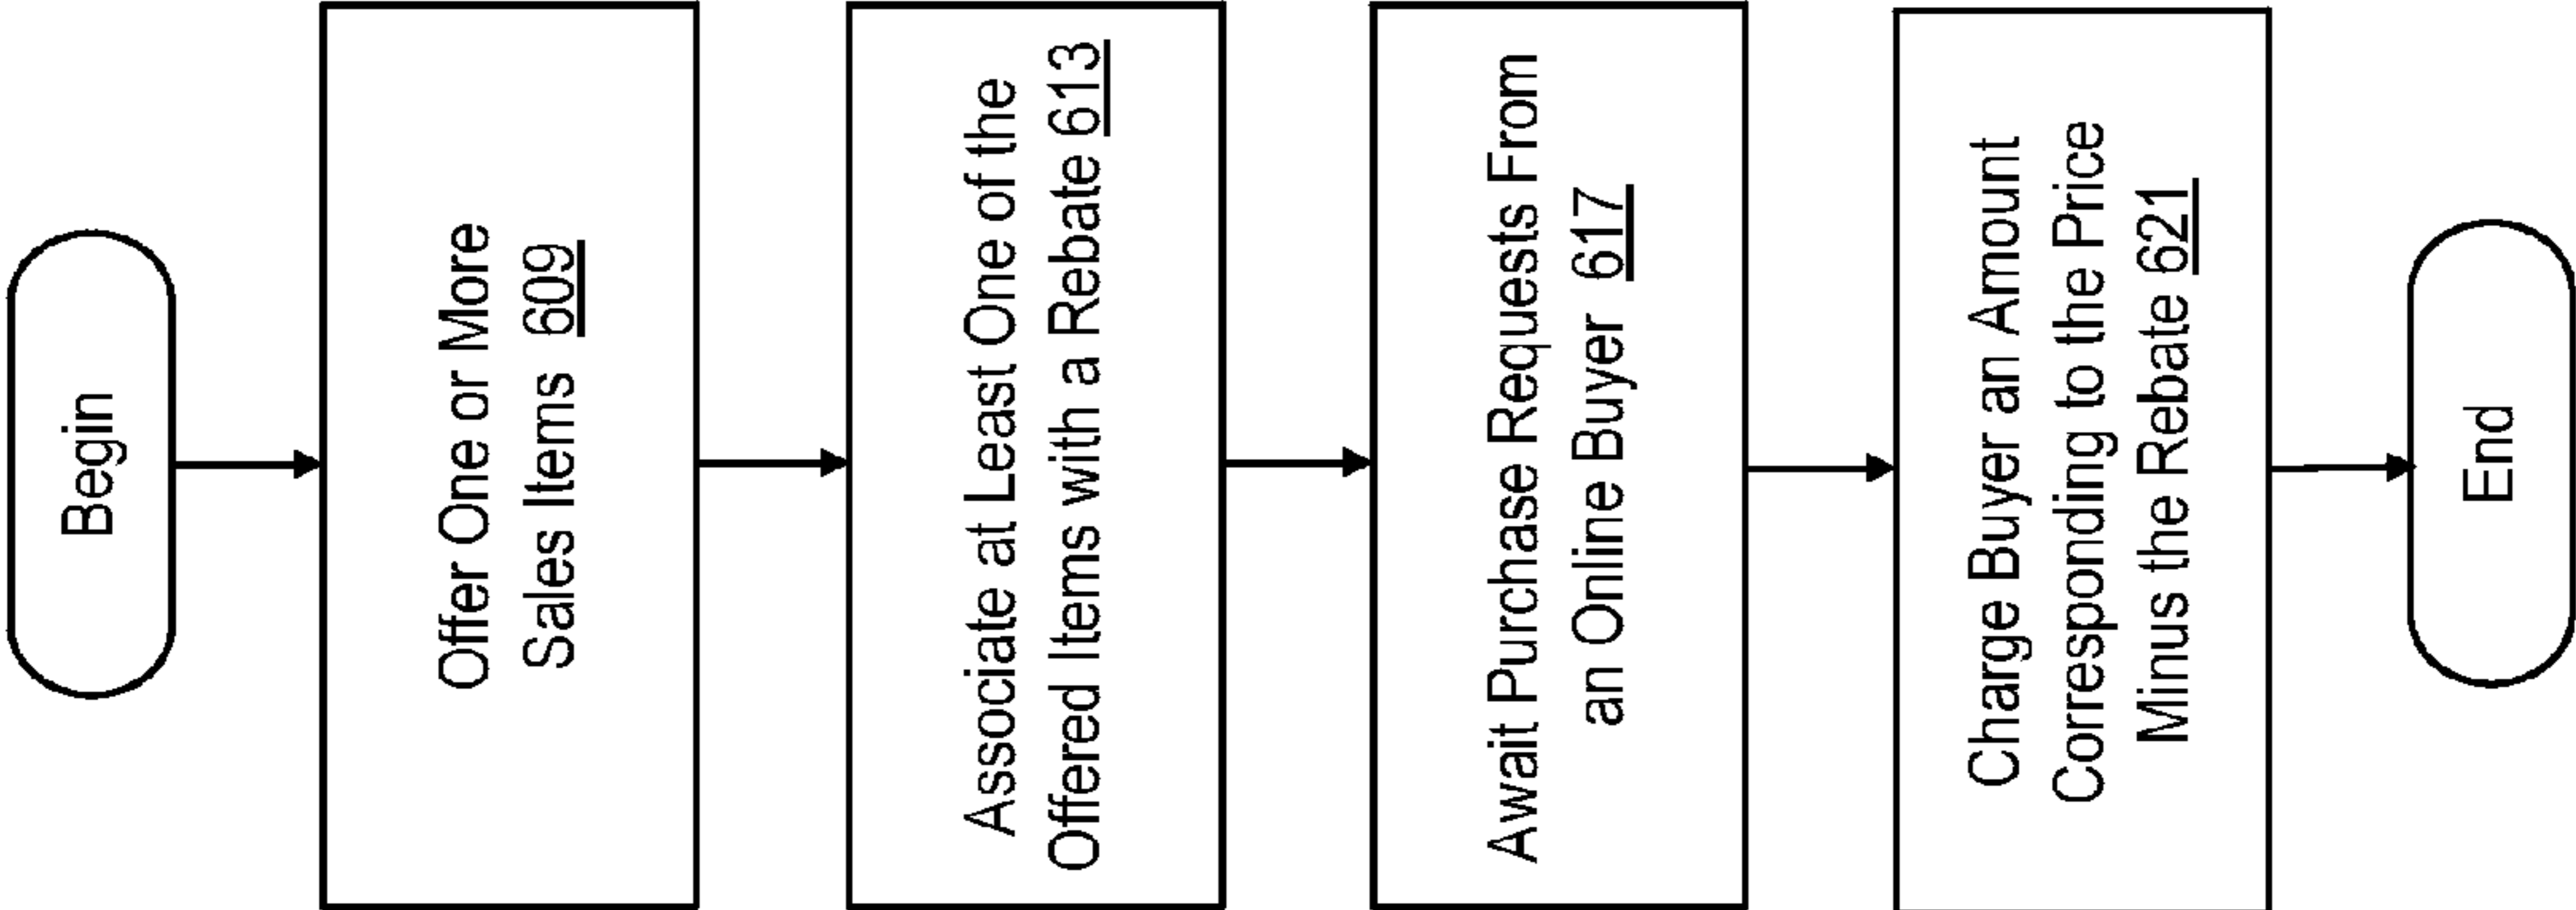 Begin
Offer One or More
Sales Items 609
Associate at Least One of the
Offered Items with a Rebate 613
Await Purchase Requests From
an Online Buyer 617
Charge Buyer an Amount
Corresponding to the Price
Minus the Rebate 621
End